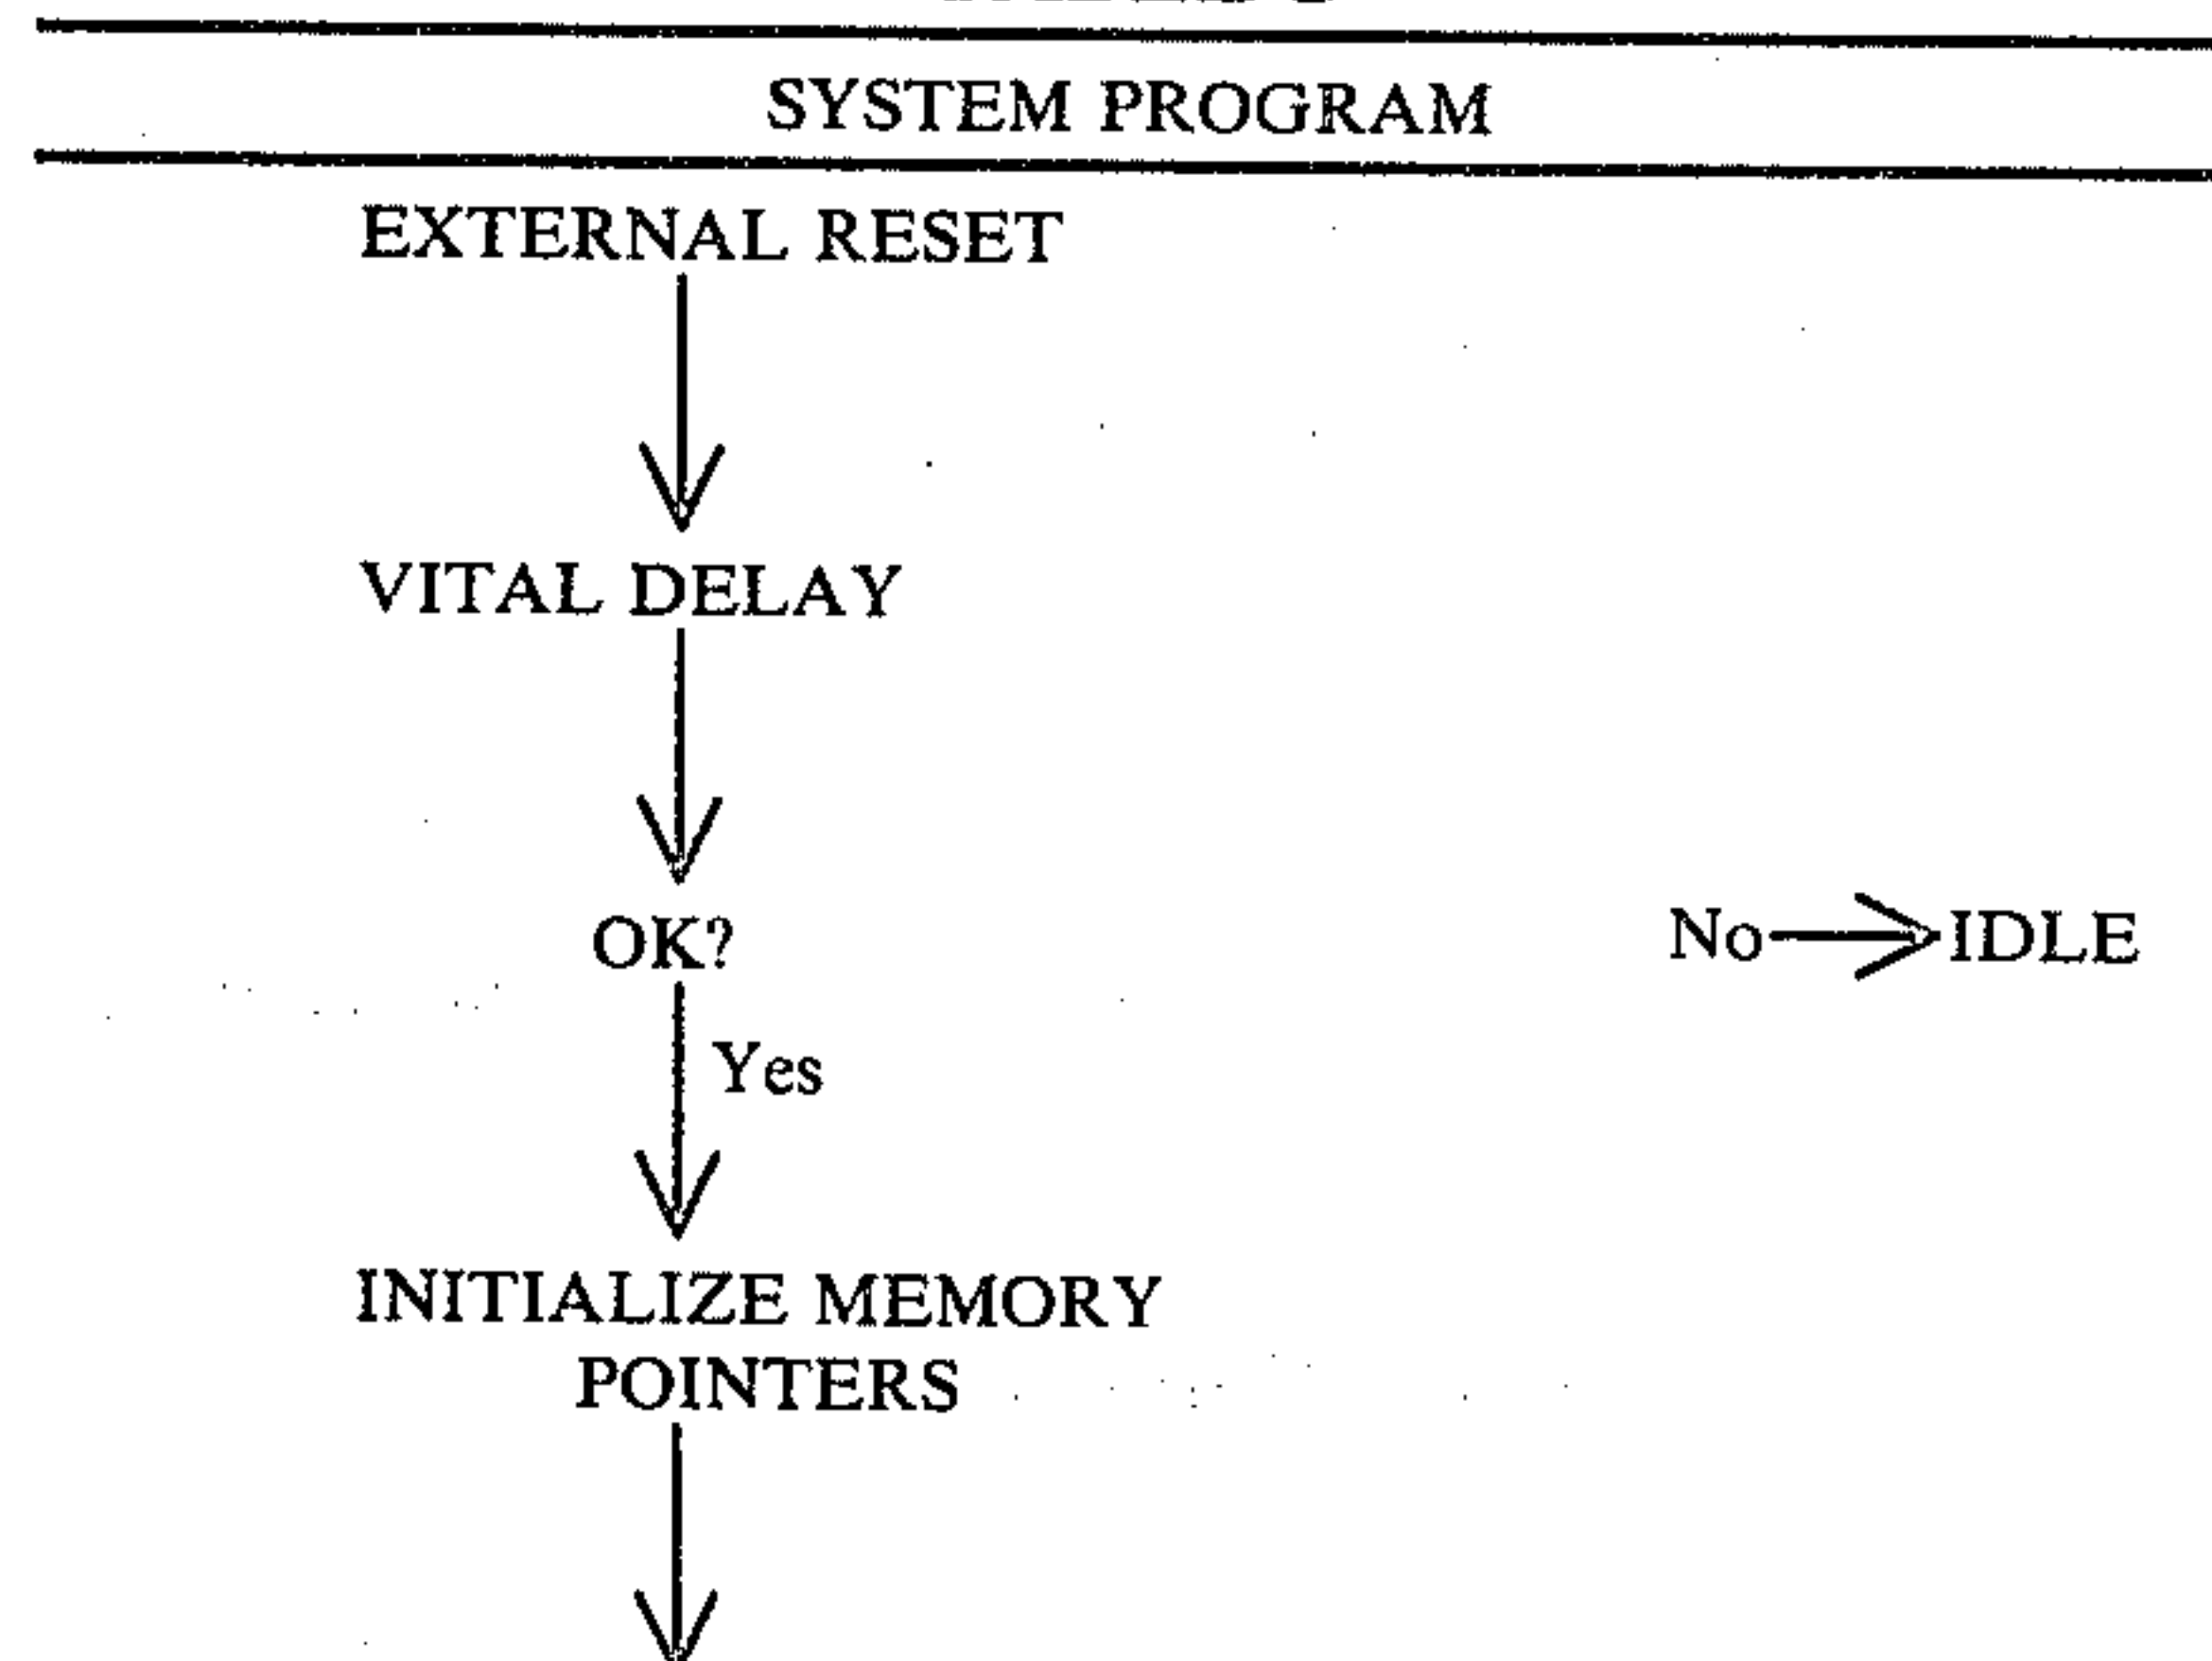 SYSTEM PROGRAM
EXTERNAL RESET
VITAL DELAY
OK?
No IDLE
Yes
INITIALIZE MEMORY
POINTERS